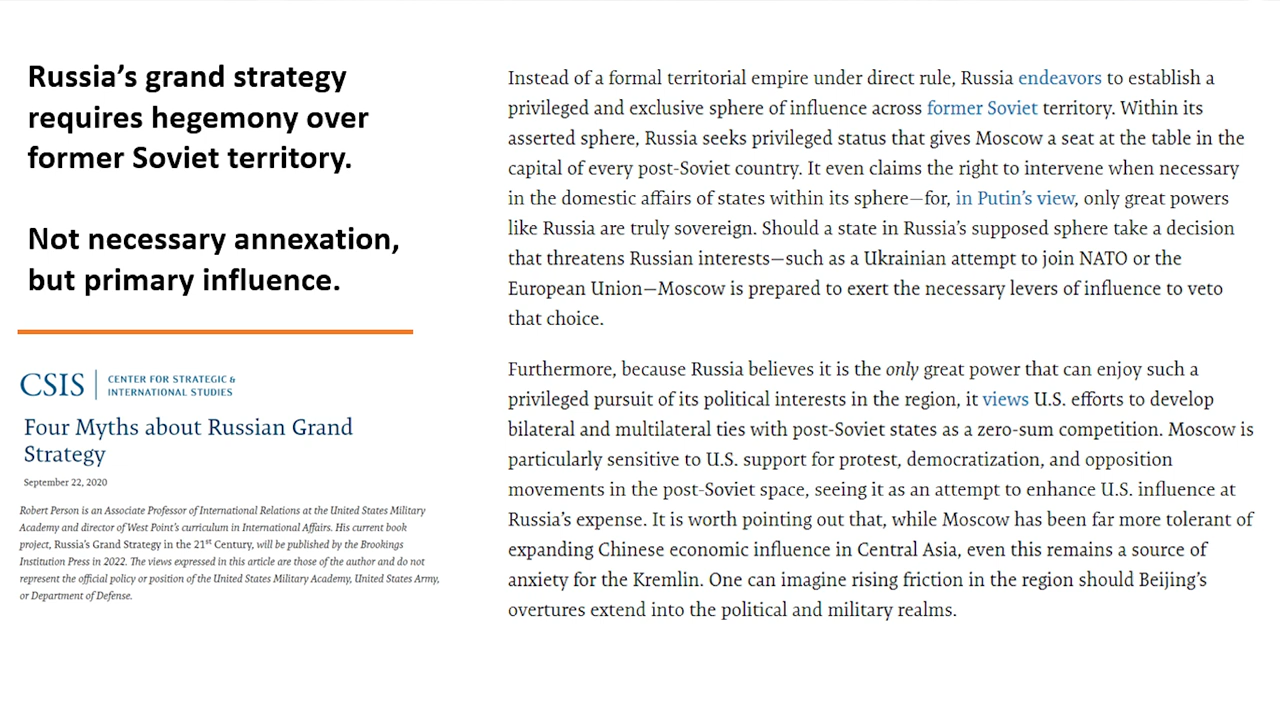 Russia’s grand strategy
requires hegemony over
former Soviet territory.
Not necessary annexation,
but primary influence.
CSIS
CENTER FOR STRATEGIC &
INTERNATIONAL STUDIES
Four Myths about Russian Grand
Strategy
September 22, 2020
Robert Person is an Associate Professor of International Relations at the United States Military
Academy and director of West Point’s curriculum in International Affairs. His current book
project, Russia’s Grand Strategy in the 21st Century, will be published by the Brookings
Institution Press in 2022. The views expressed in this article are those of the author and do not
represent the official policy or position of the United States Military Academy, United States Army,
or Department of Defense.
Instead of a formal territorial empire under direct rule, Russia endeavors to establish a
privileged and exclusive sphere of influence across former Soviet territory. Within its
asserted sphere, Russia seeks privileged status that gives Moscow a seat at the table in the
capital of every post-Soviet country. It even claims the right to intervene when necessary
in the domestic affairs of states within its sphere—for, in Putin’s view, only great powers
like Russia are truly sovereign. Should a state in Russia’s supposed sphere take a decision
that threatens Russian interests—such as a Ukrainian attempt to join NATO or the
European Union—Moscow is prepared to exert the necessary levers of influence to veto
that choice.
Furthermore, because Russia believes it is the only great power that can enjoy such a
privileged pursuit of its political interests in the region, it views U.S. efforts to develop
bilateral and multilateral ties with post-Soviet states as a zero-sum competition. Moscow is
particularly sensitive to U.S. support for protest, democratization, and opposition
movements in the post-Soviet space, seeing it as an attempt to enhance U.S. influence at
Russia’s expense. It is worth pointing out that, while Moscow has been far more tolerant of
expanding Chinese economic influence in Central Asia, even this remains a source of
anxiety for the Kremlin. One can imagine rising friction in the region should Beijing’s
overtures extend into the political and military realms.